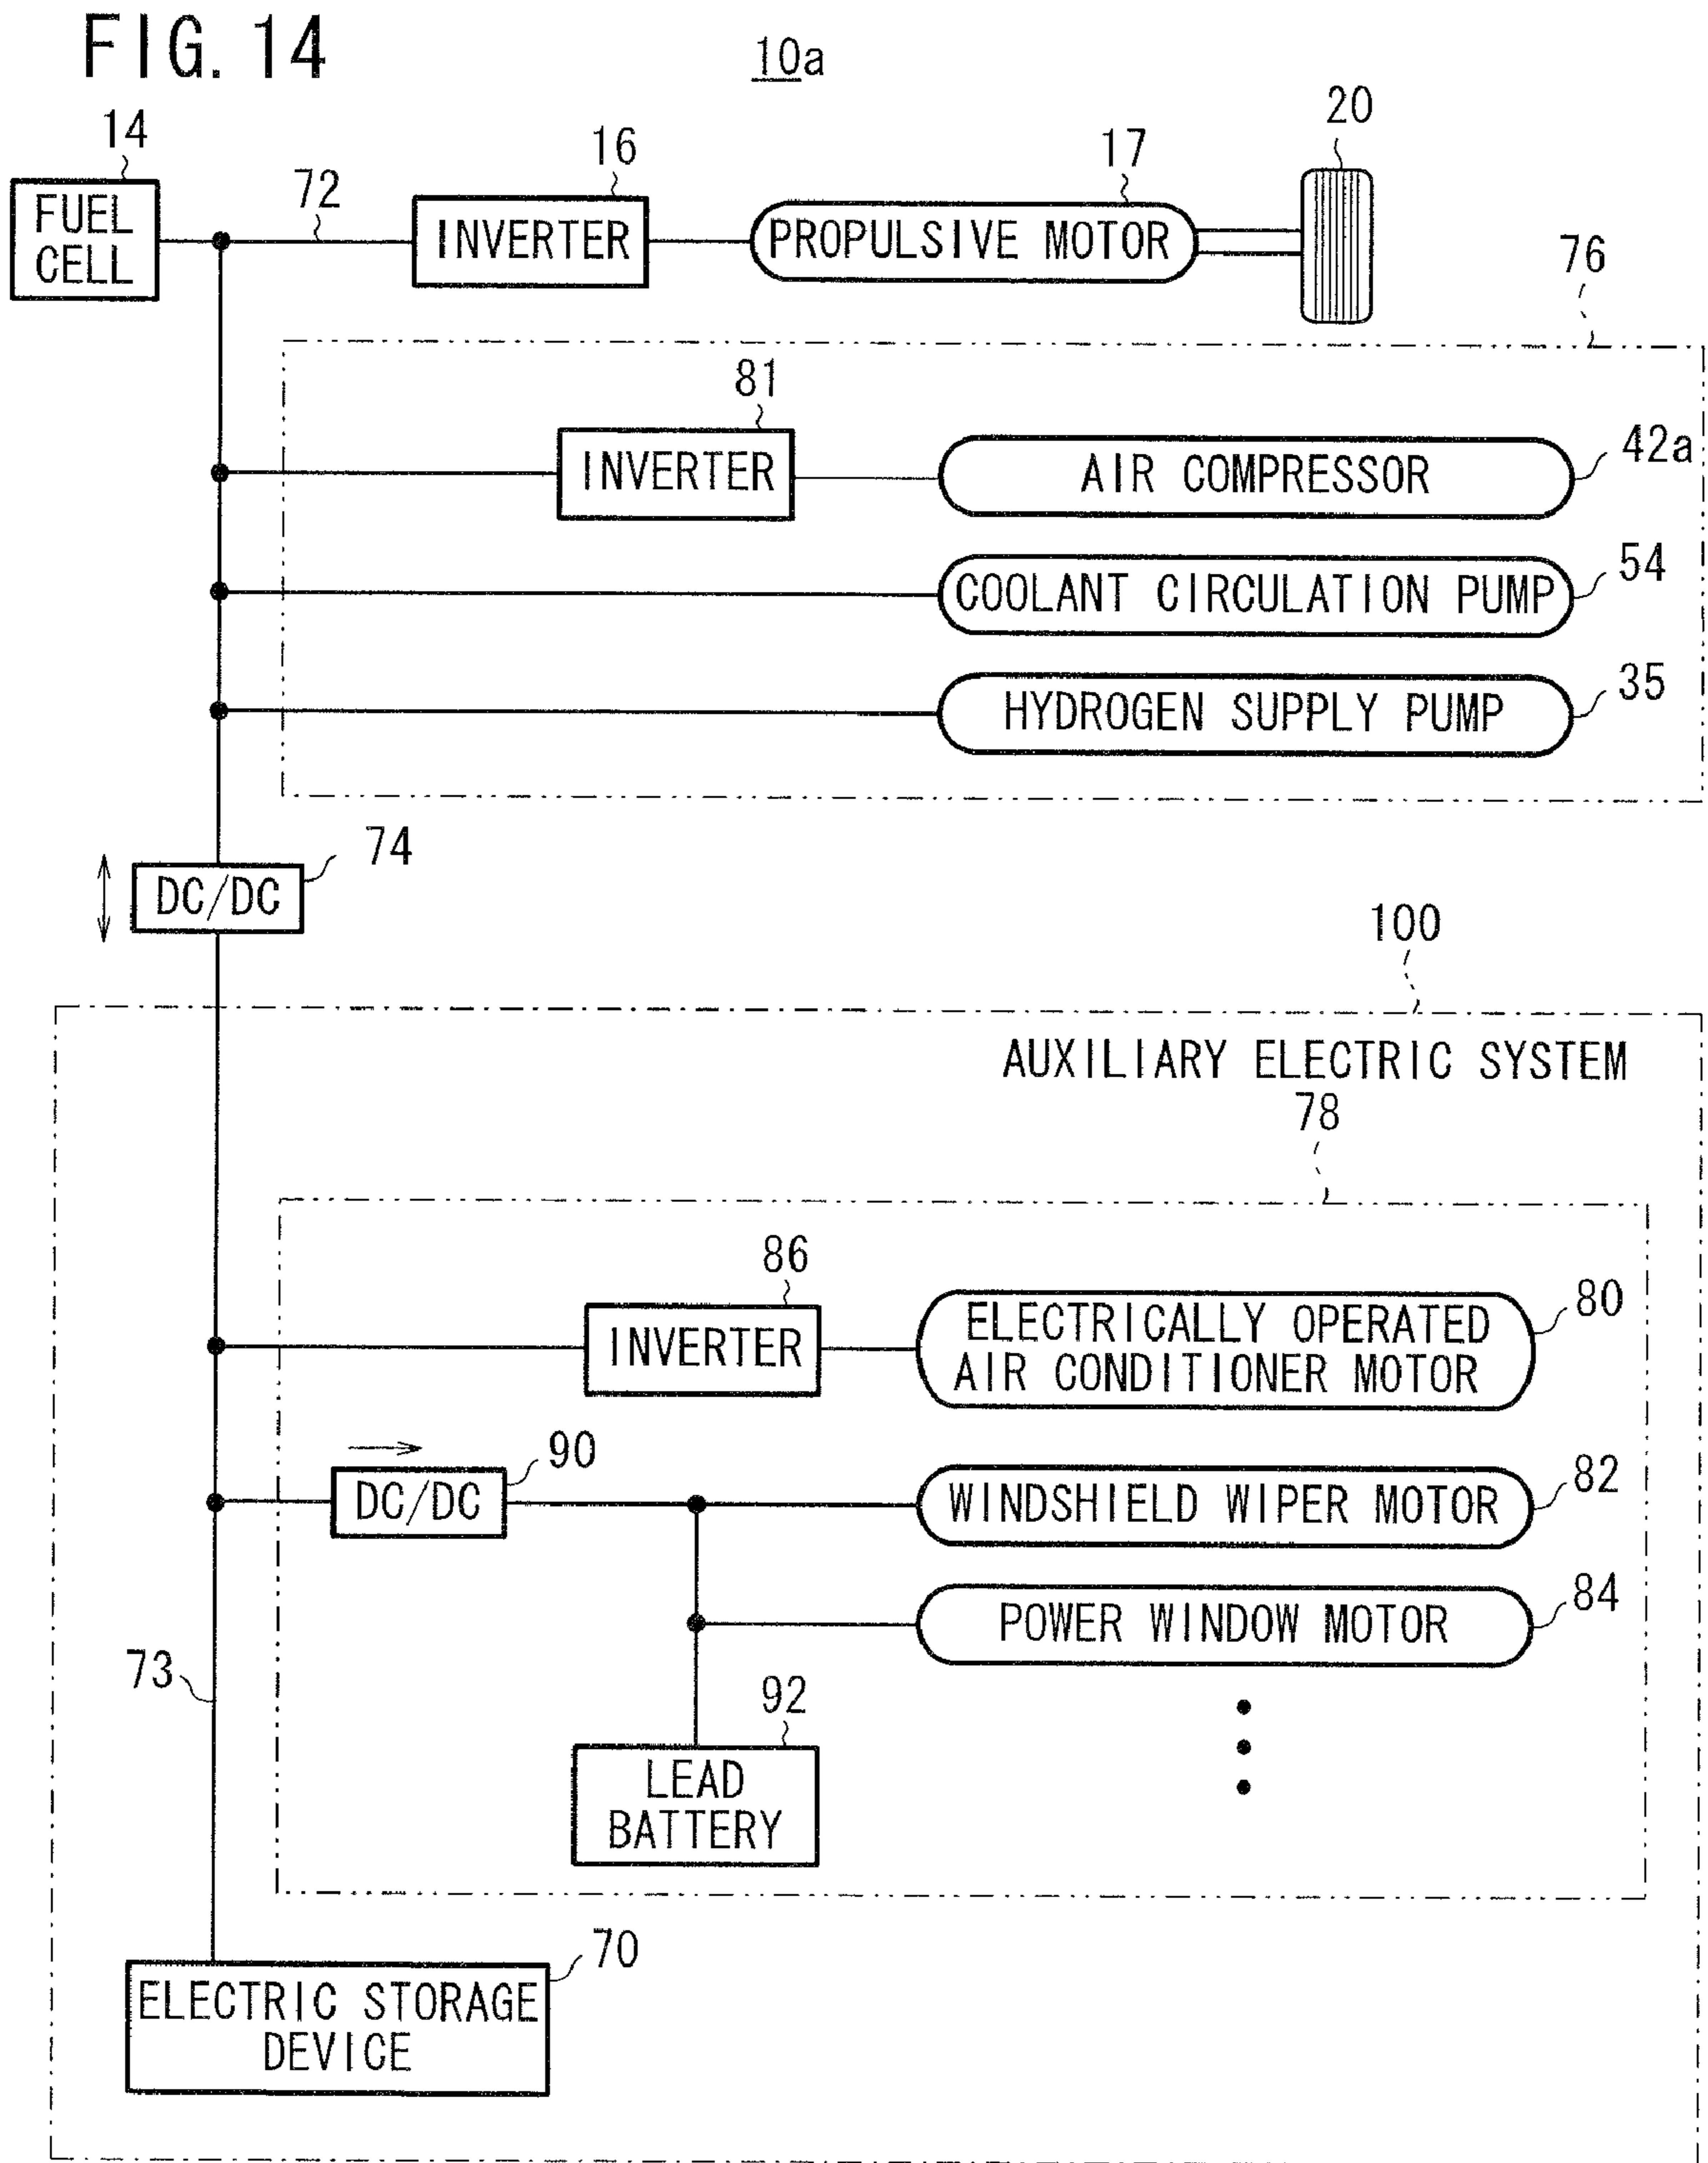 FIG. 14
10a
14
FUEL
CELL
72
16
INVERTER
17
PROPULSIVE MOTOR
20
76
81
INVERTER
AIR COMPRESSOR
42a
COOLANT CIRCULATION PUMP
54
HYDROGEN SUPPLY PUMP
35
74
DC/DC
100
AUXILIARY ELECTRIC SYSTEM
78
86
INVERTER
ELECTRICALLY OPERATED
AIR CONDITIONER MOTOR
80
90
DC/DC
WINDSHIELD WIPER MOTOR
82
POWER WINDOW MOTOR
84
73
92
LEAD
BATTERY
70
ELECTRIC STORAGE
DEVICE